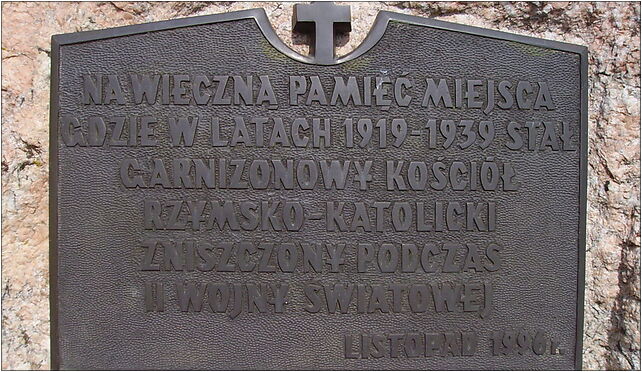 NA WIECZNĄ PAMIĘĆ MIEJSCA
GDZIE W LATACH 1919-1939 STAŁ
GARNIZONOWY KOŚCIÓŁ
RZYMSKO-KATOLICKI
ZNISZCZONY PODCZAS
II WOJNY ŚWIATOWEJ
LISTOPAD 1996 r.